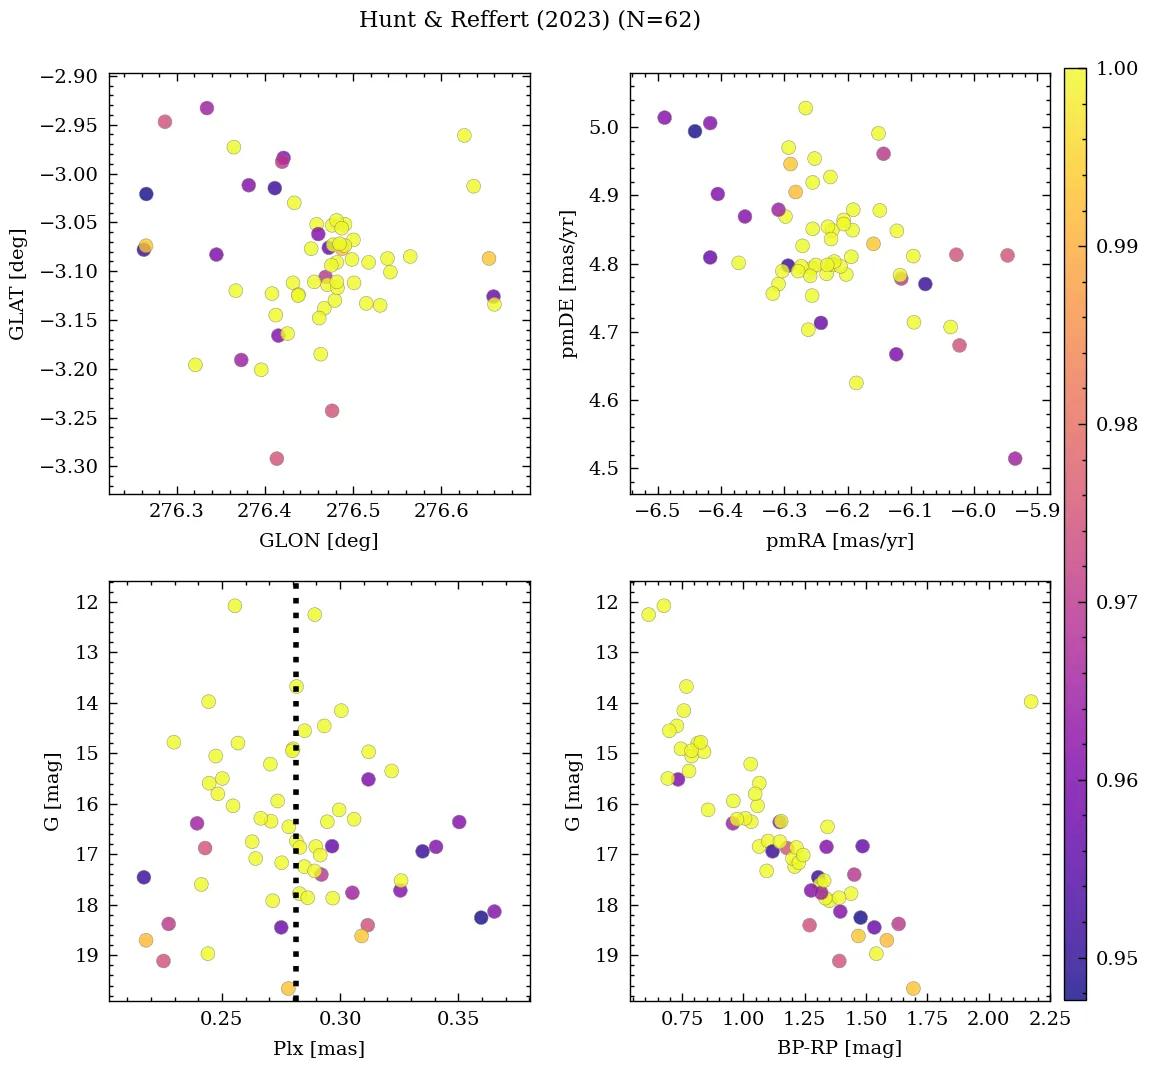 Hunt & Reffert (2023) (N=62)
−2.90
−2.95
−3.00
−3.05
−3.10
−3.15
−3.20
−3.25
−3.30
GLAT [deg]
276.3 276.4 276.5 276.6
GLON [deg]
5.0
4.9
4.8
4.7
4.6
4.5
pmDE [mas/yr]
−6.5 −6.4 −6.3 −6.2 −6.1 −6.0 −5.9
pmRA [mas/yr]
12
13
14
15
16
17
18
19
G [mag]
0.25 0.30 0.35
Plx [mas]
12
13
14
15
16
17
18
19
G [mag]
0.75 1.00 1.25 1.50 1.75 2.00 2.25
BP-RP [mag]
1.00
0.99
0.98
0.97
0.96
0.95